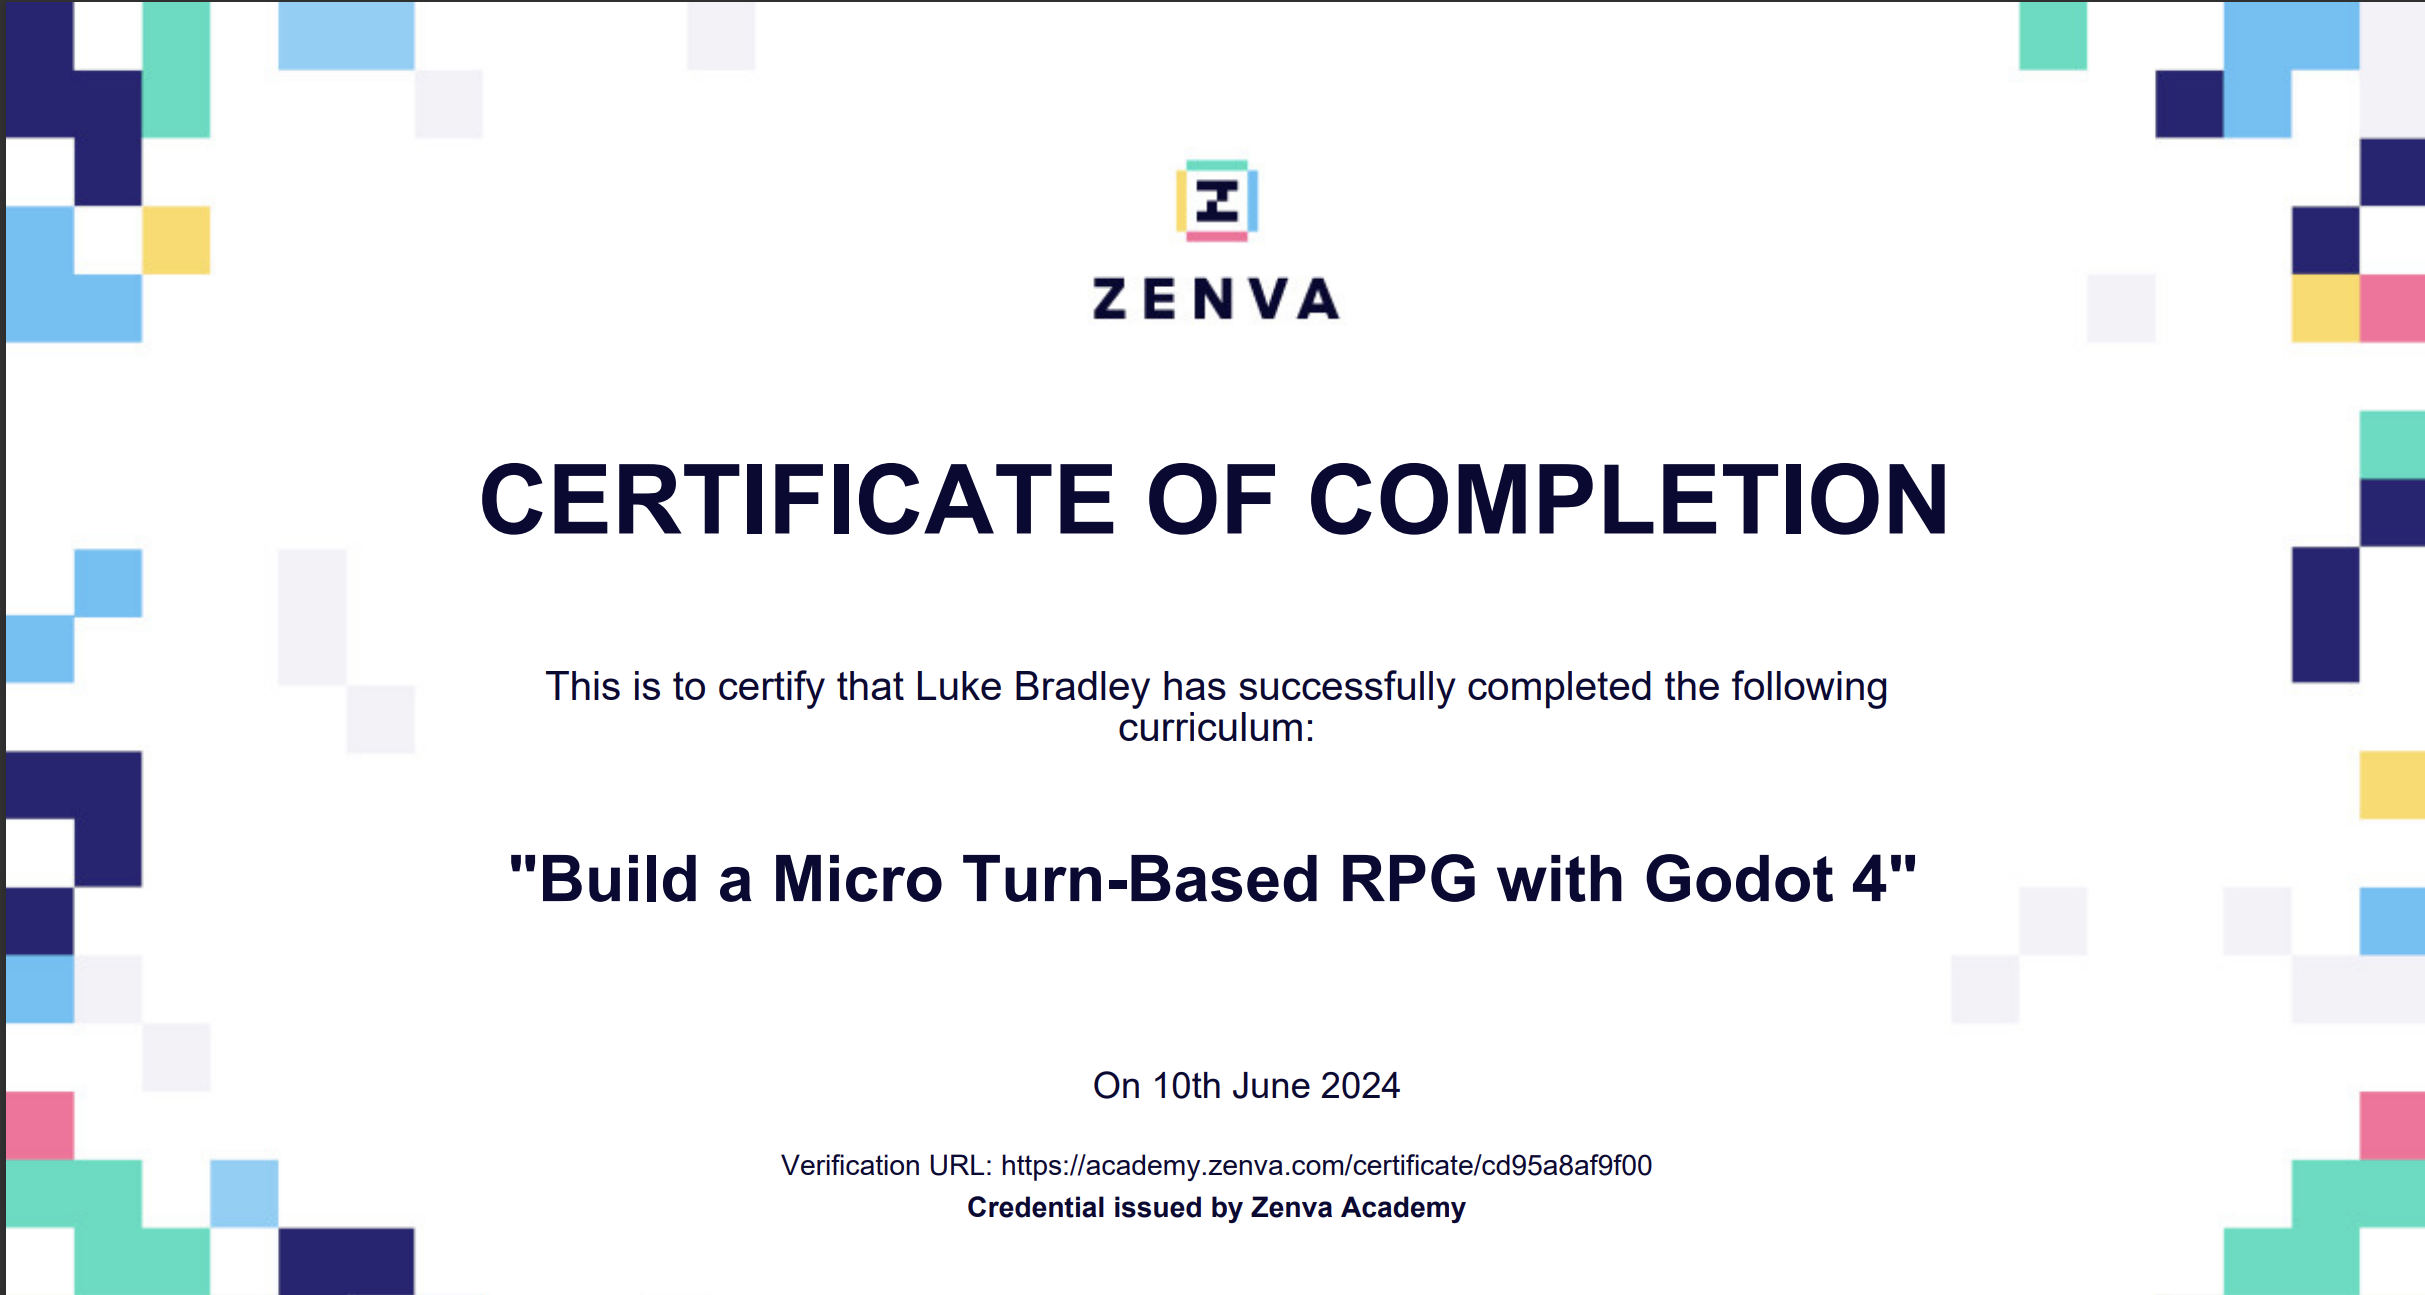 ZENVA
CERTIFICATE OF COMPLETION
This is to certify that Luke Bradley has successfully completed the following
curriculum:
"Build a Micro Turn-Based RPG with Godot 4"
On 10th June 2024
Verification URL: https://academy.zenva.com/certificate/cd95a8af9f00
Credential issued by Zenva Academy